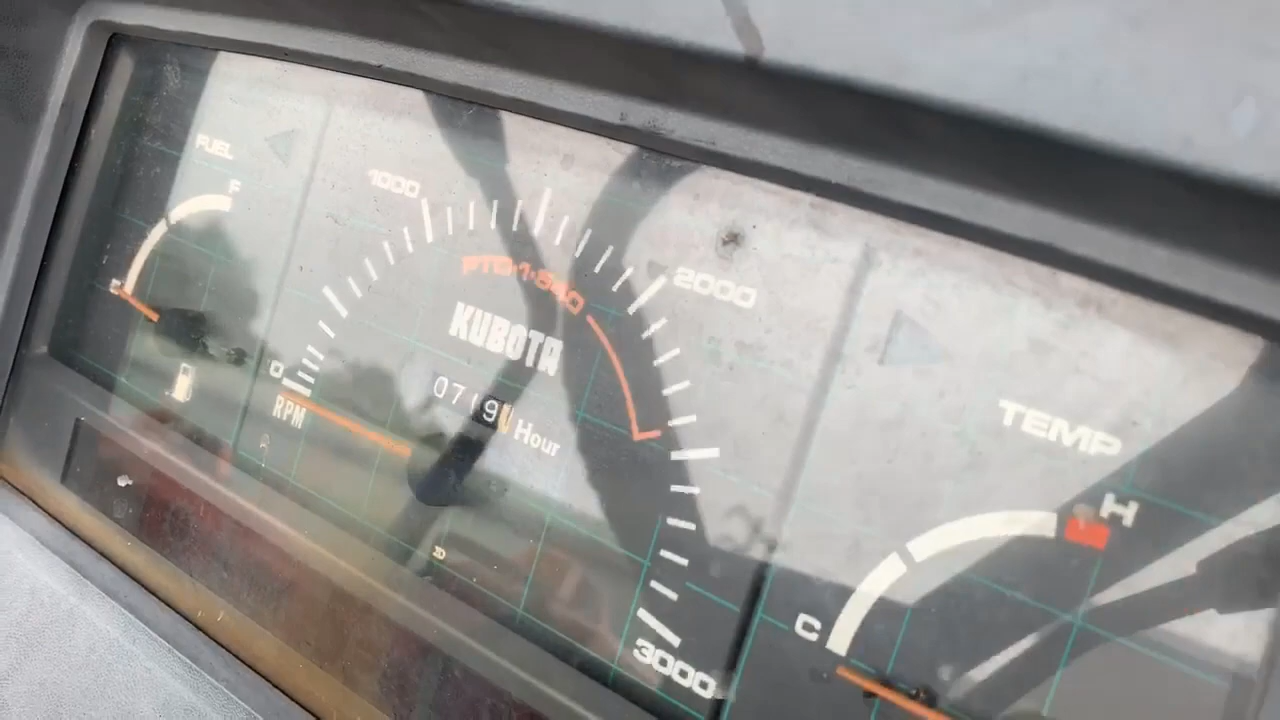 FUEL
F
E
1000
2000
3000
0
RPM
PTO-1-540
KUBOTA
Hour
TEMP
H
C